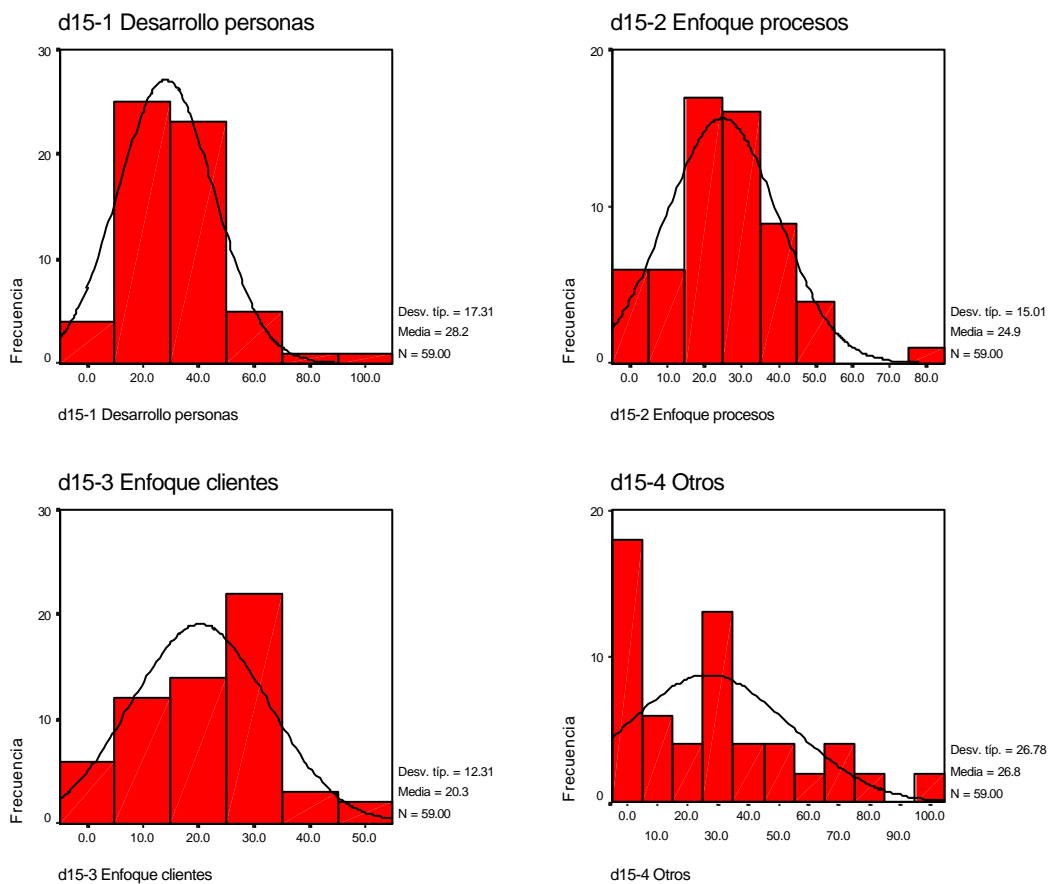 d15-1 Desarrollo personas
30
20
10
0
Frecuencia
0.0 20.0 40.0 60.0 80.0 100.0
Desv. típ. = 17.31
Media = 28.2
N = 59.00
d15-1 Desarrollo personas
d15-2 Enfoque procesos
20
10
0
Frecuencia
0.0 10.0 20.0 30.0 40.0 50.0 60.0 70.0 80.0
Desv. típ. = 15.01
Media = 24.9
N = 59.00
d15-2 Enfoque procesos
d15-3 Enfoque clientes
30
20
10
0
Frecuencia
0.0 10.0 20.0 30.0 40.0 50.0
Desv. típ. = 12.31
Media = 20.3
N = 59.00
d15-3 Enfoque clientes
d15-4 Otros
20
10
0
Frecuencia
0.0 20.0 40.0 60.0 80.0 100.0
10.0 30.0 50.0 70.0 90.0
Desv. típ. = 26.78
Media = 26.8
N = 59.00
d15-4 Otros